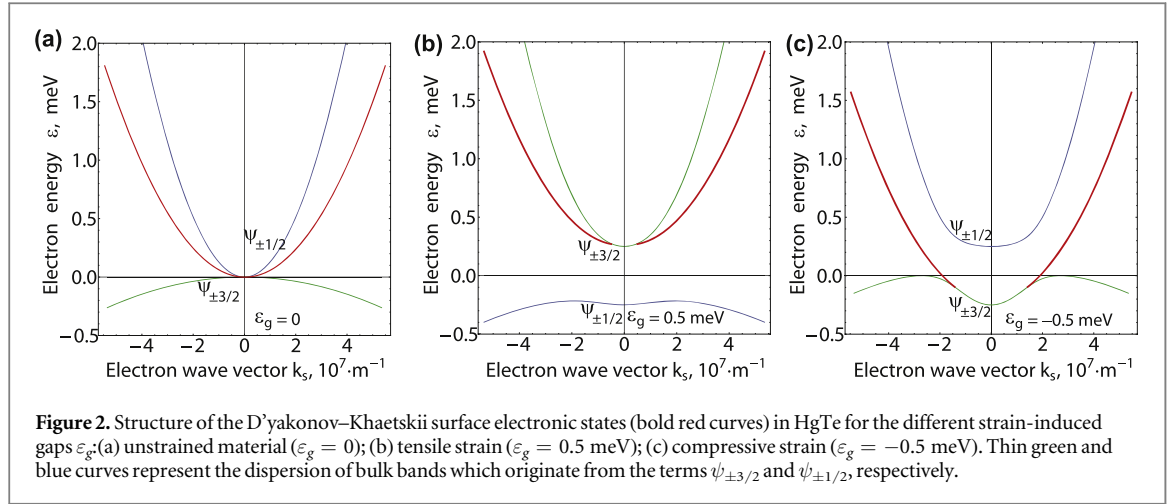 (a)
2.0
1.5
1.0
0.5
0.0
−0.5
Electron energy ε, meV
ψ±1/2
ψ±3/2
εg = 0
−4 −2 0 2 4
Electron wave vector ks, 10^7·m^−1
(b)
2.0
1.5
1.0
0.5
0.0
−0.5
Electron energy ε, meV
ψ±3/2
ψ±1/2
εg = 0.5 meV
−4 −2 0 2 4
Electron wave vector ks, 10^7·m^−1
(c)
2.0
1.5
1.0
0.5
0.0
−0.5
Electron energy ε, meV
ψ±1/2
ψ±3/2
εg = −0.5 meV
−4 −2 0 2 4
Electron wave vector ks, 10^7·m^−1
Figure 2. Structure of the D'yakonov–Khaetskii surface electronic states (bold red curves) in HgTe for the different strain-induced
gaps εg:(a) unstrained material (εg = 0); (b) tensile strain (εg = 0.5 meV); (c) compressive strain (εg = −0.5 meV). Thin green and
blue curves represent the dispersion of bulk bands which originate from the terms ψ±3/2 and ψ±1/2, respectively.